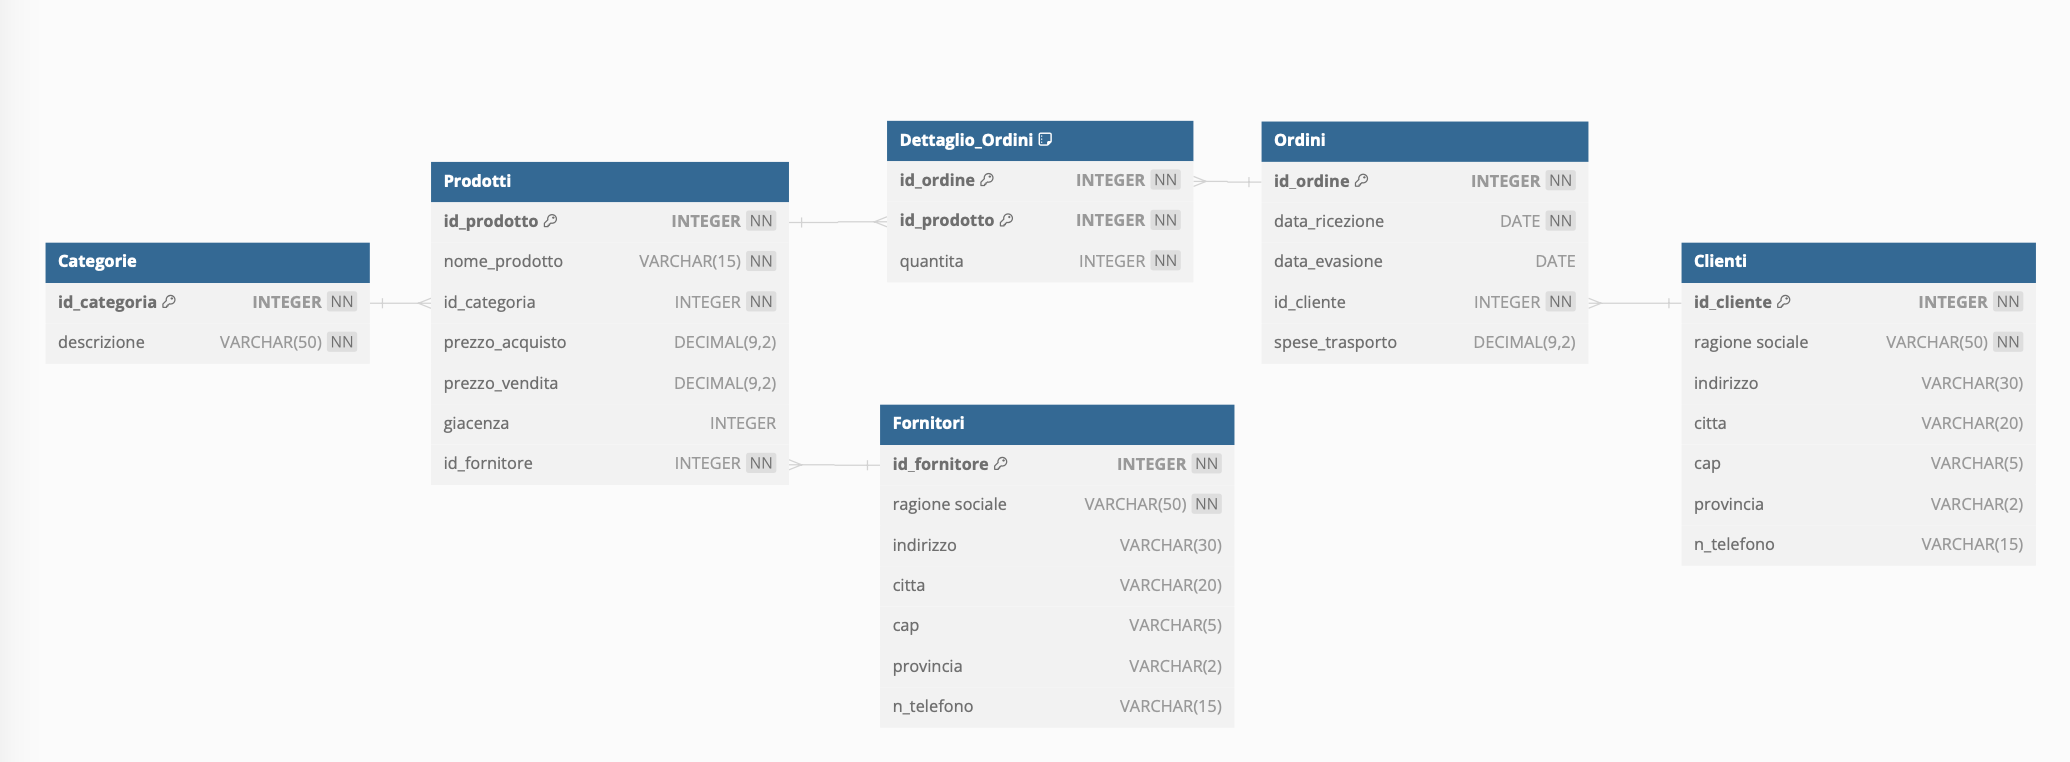 Categorie
id_categoria INTEGER NN
descrizione VARCHAR(50) NN
Prodotti
id_prodotto INTEGER NN
nome_prodotto VARCHAR(15) NN
id_categoria INTEGER NN
prezzo_acquisto DECIMAL(9,2)
prezzo_vendita DECIMAL(9,2)
giacenza INTEGER
id_fornitore INTEGER NN
Dettaglio_Ordini
id_ordine INTEGER NN
id_prodotto INTEGER NN
quantita INTEGER NN
Fornitori
id_fornitore INTEGER NN
ragione sociale VARCHAR(50) NN
indirizzo VARCHAR(30)
citta VARCHAR(20)
cap VARCHAR(5)
provincia VARCHAR(2)
n_telefono VARCHAR(15)
Ordini
id_ordine INTEGER NN
data_ricezione DATE NN
data_evasione DATE
id_cliente INTEGER NN
spese_trasporto DECIMAL(9,2)
Clienti
id_cliente INTEGER NN
ragione sociale VARCHAR(50) NN
indirizzo VARCHAR(30)
citta VARCHAR(20)
cap VARCHAR(5)
provincia VARCHAR(2)
n_telefono VARCHAR(15)